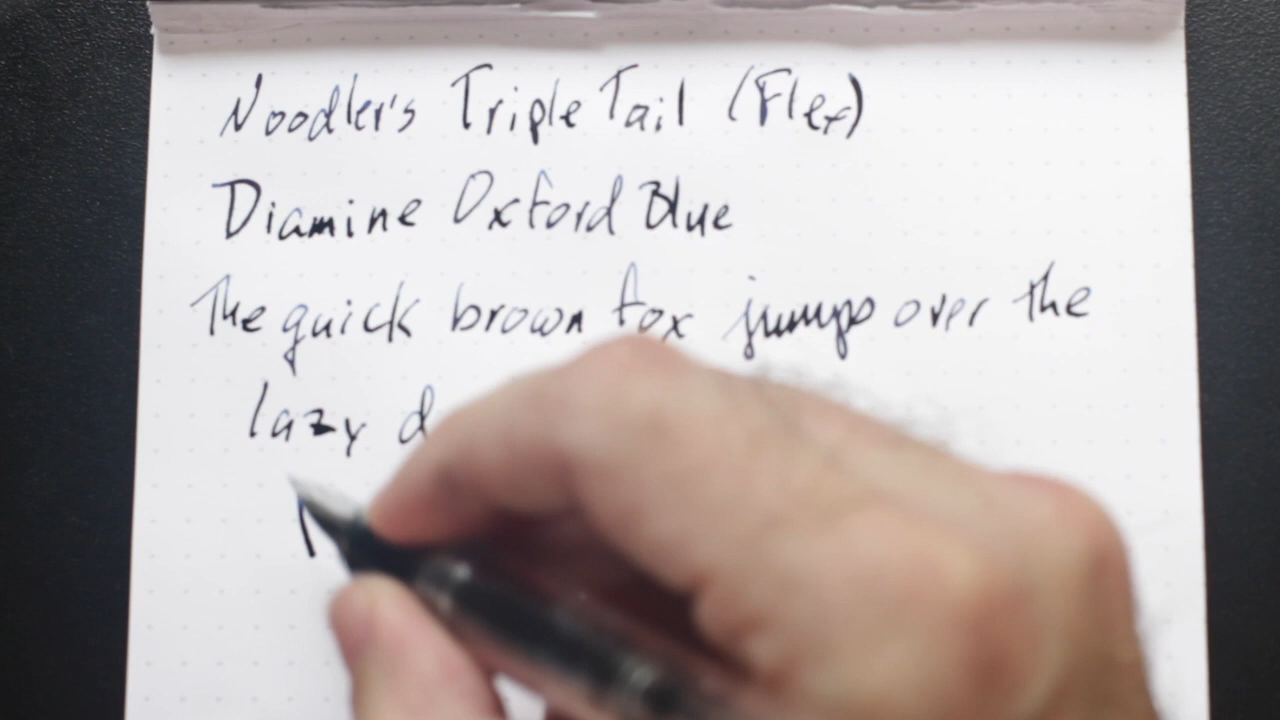 Noodler's Triple Tail (Flex)
Diamine Oxford Blue
The quick brown fox jumps over the
lazy d